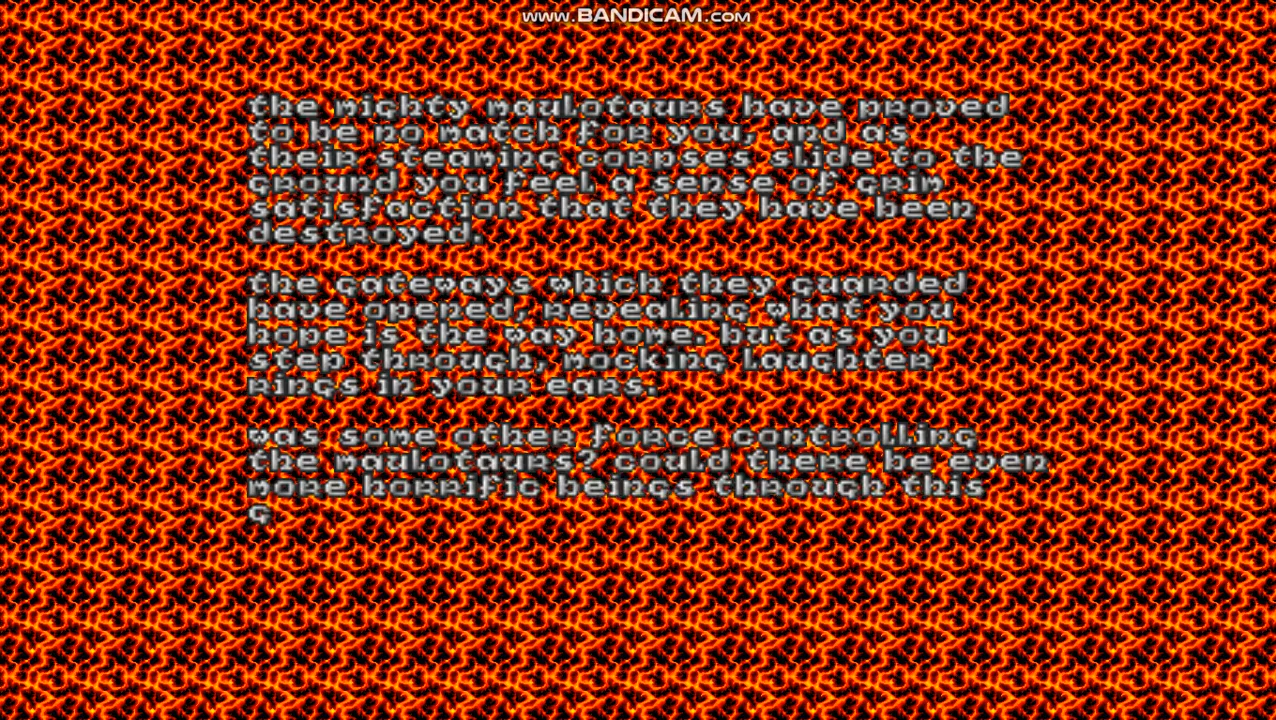 www.BANDICAM.com
the mighty maulotaurs have proved
to be no match for you, and as
their steaming corpses slide to the
ground you feel a sense of grim
satisfaction that they have been
destroyed.
the gateways which they guarded
have opened, revealing what you
hope is the way home. but as you
step through, mocking laughter
rings in your ears.
was some other force controlling
the maulotaurs? could there be even
more horrific beings through this
g